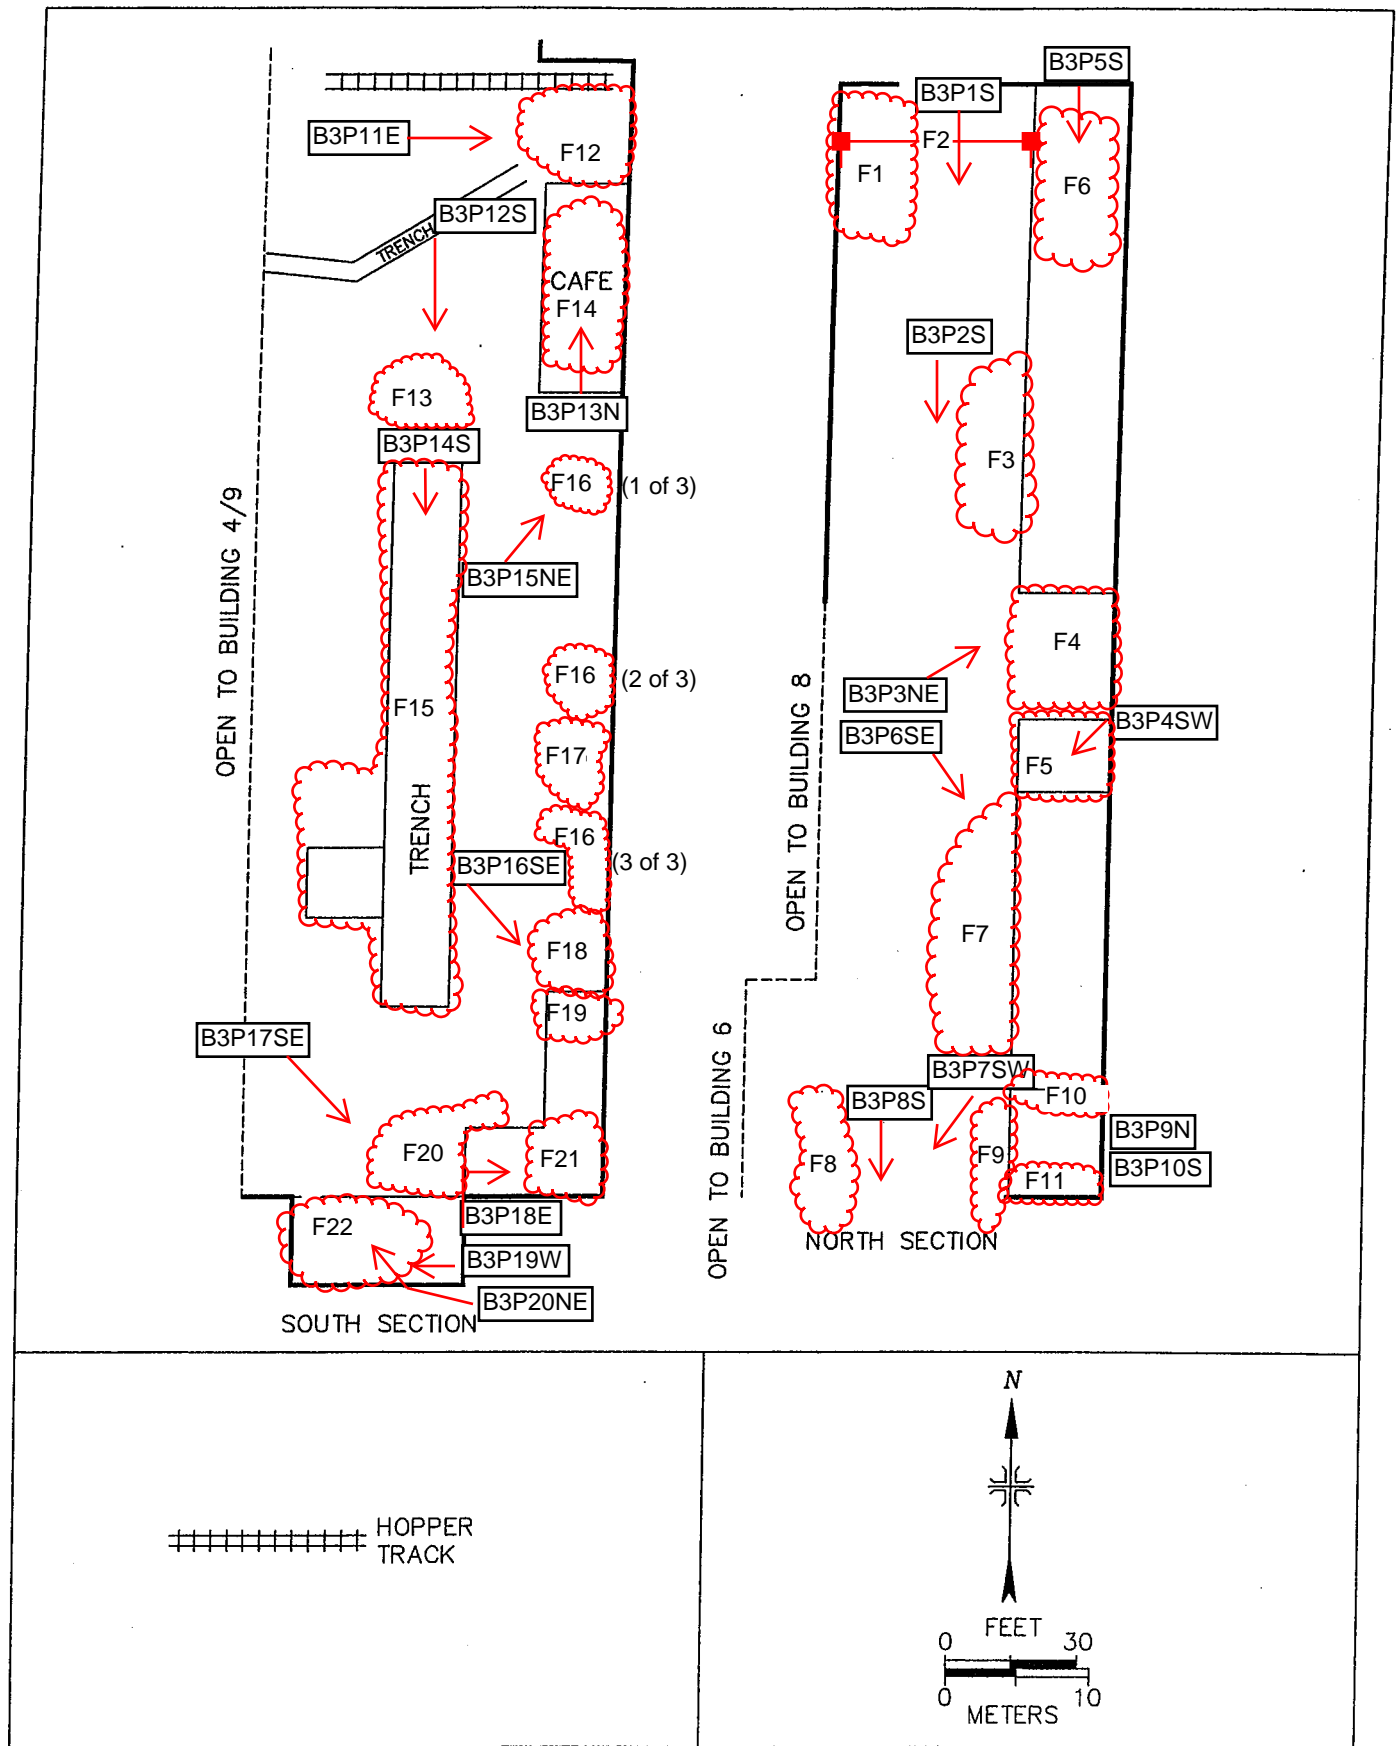 B3P11E
F12
B3P12S
TRENCH
CAFE
F14
F13
B3P13N
B3P14S
F16
(1 of 3)
B3P15NE
OPEN TO BUILDING 4/9
F16
(2 of 3)
F15
F17
TRENCH
F16
(3 of 3)
B3P16SE
F18
F19
B3P17SE
F20
F21
B3P18E
F22
B3P19W
B3P20NE
SOUTH SECTION
B3P5S
B3P1S
F2
F1
F6
B3P2S
F3
F4
B3P3NE
B3P4SW
B3P6SE
F5
OPEN TO BUILDING 8
F7
B3P7SW
OPEN TO BUILDING 6
B3P8S
F10
B3P9N
F8
F9
B3P10S
F11
NORTH SECTION
HOPPER
TRACK
N
FEET
0 30
0 10
METERS